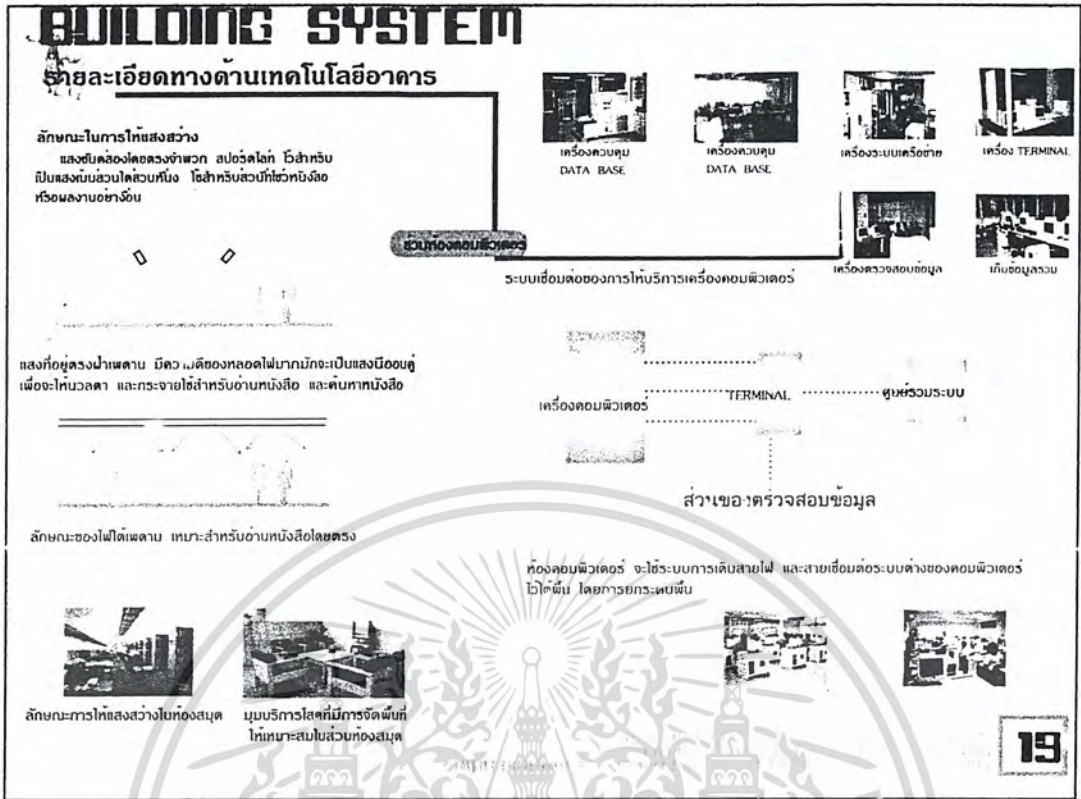 BUILDING SYSTEM
รายละเอียดทางด้านเทคโนโลยีอาคาร
ลักษณะในการให้แสงสว่าง
แสงชันคส่องโดยตรงจำพวก สปอร์ตไลท์ ไว้สำหรับ
เป็นแสงเน้นส่วนใดส่วนหนึ่ง ใช้สำหรับส่วนที่โชว์หนังสือ
หรือผลงานอย่างอื่น
แสงที่อยู่ตรงฝ้าเพดาน มีความถี่ของหลอดไฟมากมักจะเป็นแสงนีออนคู่
เพื่อจะให้นวลตา และกระจายใช้สำหรับอ่านหนังสือ และค้นหาหนังสือ
ลักษณะของไฟใต้เพดาน เหมาะสำหรับอ่านหนังสือโดยตรง
ลักษณะการให้แสงสว่างในห้องสมุด
มุมบริการโสตที่มีการจัดพื้นที่
ให้เหมาะสมในส่วนห้องสมุด
ส่วนห้องคอมพิวเตอร์
เครื่องควบคุม
DATA BASE
เครื่องควบคุม
DATA BASE
เครื่องระบบเครือข่าย
เครื่อง TERMINAL
เครื่องตรวจสอบข้อมูล
เก็บข้อมูลรวม
ระบบเชื่อมต่อของการให้บริการเครื่องคอมพิวเตอร์
เครื่องคอมพิวเตอร์
TERMINAL
ศูนย์รวมระบบ
ส่วนของตรวจสอบข้อมูล
ห้องคอมพิวเตอร์ จะใช้ระบบการเดินสายไฟ และสายเชื่อมต่อระบบต่างของคอมพิวเตอร์
ไว้ใต้พื้น โดยการยกระดับพื้น
19